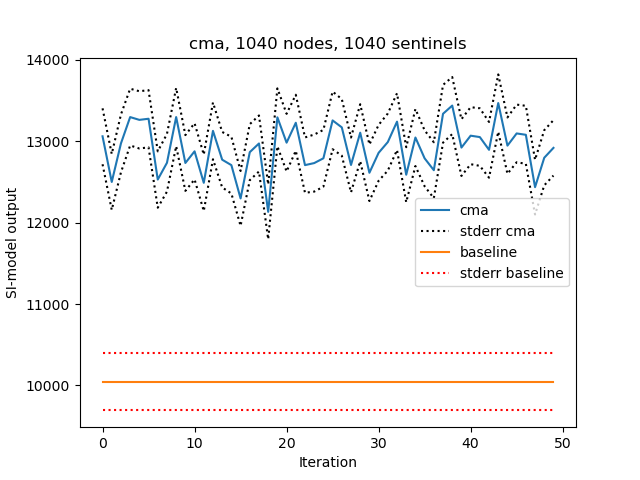 cma, 1040 nodes, 1040 sentinels
14000
13000
12000
11000
10000
SI-model output
cma
stderr cma
baseline
stderr baseline
0
10
20
30
40
50
Iteration